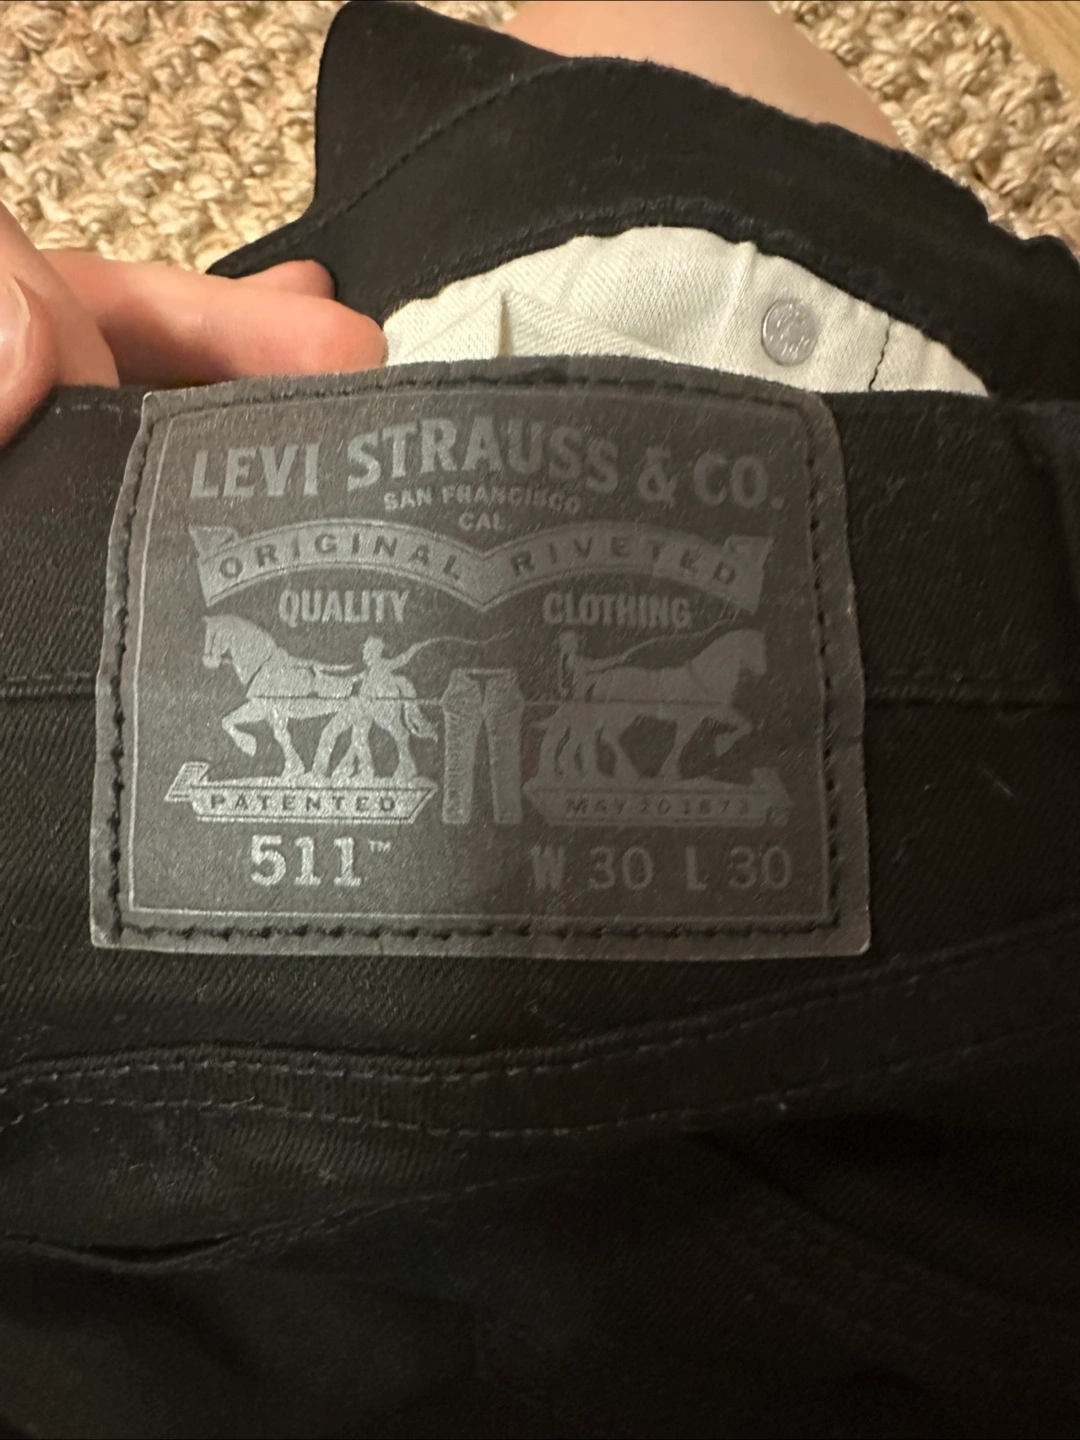 LEVI STRAUSS & CO.
SAN FRANCISCO
CAL.
ORIGINAL RIVETED
QUALITY CLOTHING
PATENTED MAY 20 1873
511™ W 30 L 30